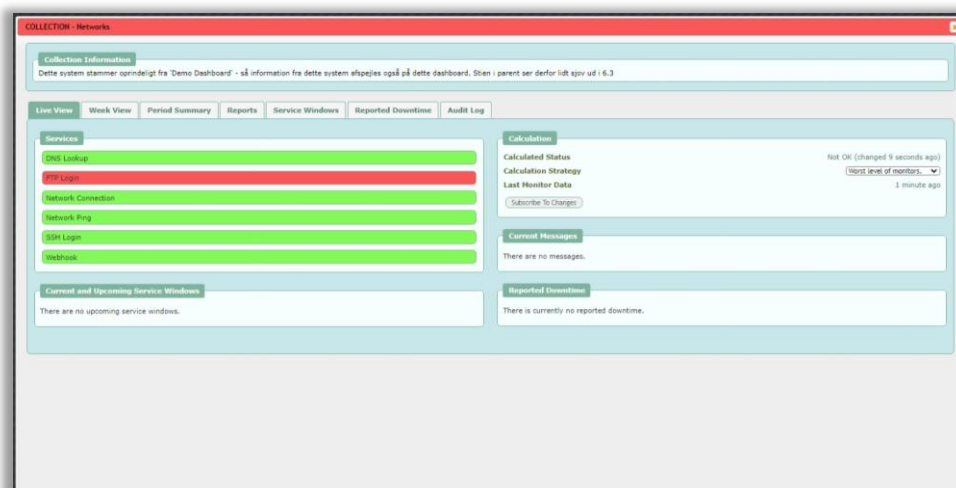 COLLECTION - Networks
Collection Information
Dette system stammer oprindeligt fra 'Demo Dashboard' - så information fra dette system afspejles også på dette dashboard. Stien i parent ser derfor lidt sjov ud i 6.3
Live View Week View Period Summary Reports Service Windows Reported Downtime Audit Log
Services
DNS Lookup
FTP Login
Network Connection
Network Ping
SSH Login
Webhook
Current and Upcoming Service Windows
There are no upcoming service windows.
Calculation
Calculated Status Not OK (changed 9 seconds ago)
Calculation Strategy Worst level of monitors.
Last Monitor Data 1 minute ago
Subscribe To Changes
Current Messages
There are no messages.
Reported Downtime
There is currently no reported downtime.